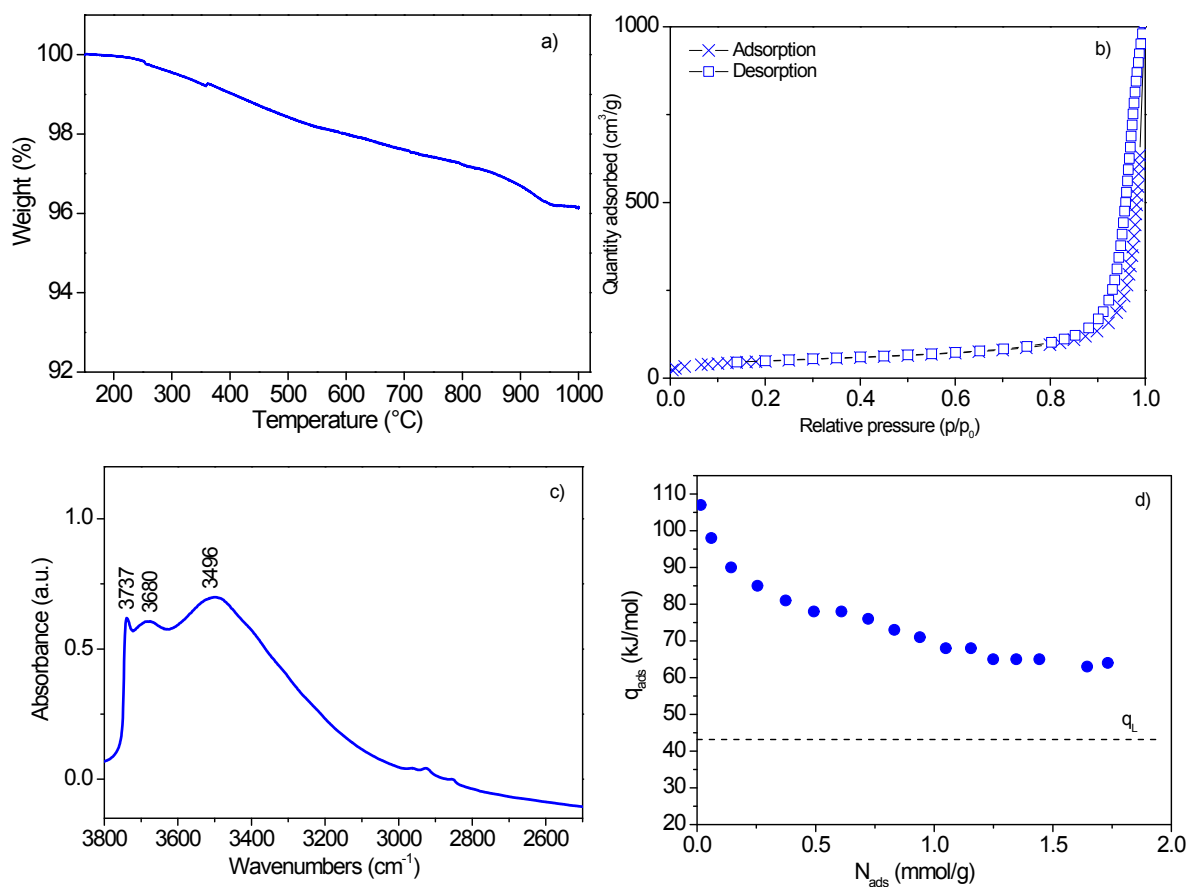 a)
100
98
96
94
92
Weight (%)
200 300 400 500 600 700 800 900 1000
Temperature (°C)
b)
Adsorption
Desorption
1000
500
0
Quantity adsorbed (cm³/g)
0.0 0.2 0.4 0.6 0.8 1.0
Relative pressure (p/p₀)
c)
1.0
0.5
0.0
Absorbance (a.u.)
3737
3680
3496
3800 3600 3400 3200 3000 2800 2600
Wavenumbers (cm⁻¹)
d)
110
100
90
80
70
60
50
40
30
20
q_ads (kJ/mol)
q_L
0.0 0.5 1.0 1.5 2.0
N_ads (mmol/g)